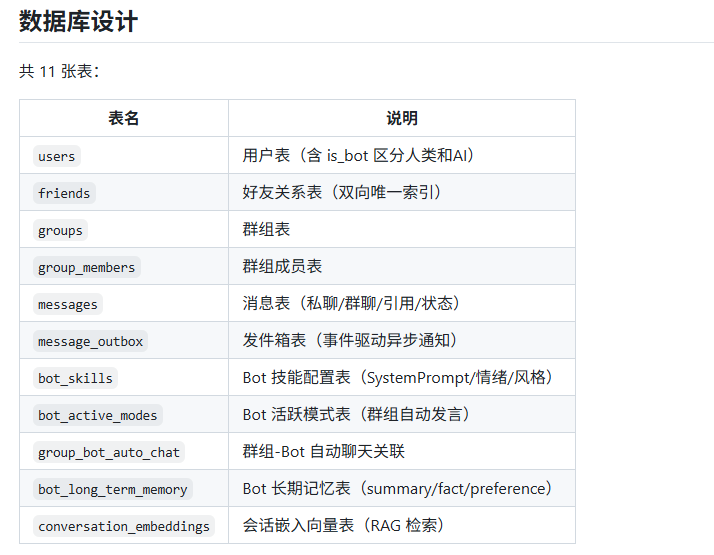 数据库设计
共 11 张表：
表名 说明
users 用户表（含 is_bot 区分人类和AI）
friends 好友关系表（双向唯一索引）
groups 群组表
group_members 群组成员表
messages 消息表（私聊/群聊/引用/状态）
message_outbox 发件箱表（事件驱动异步通知）
bot_skills Bot 技能配置表（SystemPrompt/情绪/风格）
bot_active_modes Bot 活跃模式表（群组自动发言）
group_bot_auto_chat 群组-Bot 自动聊天关联
bot_long_term_memory Bot 长期记忆表（summary/fact/preference）
conversation_embeddings 会话嵌入向量表（RAG 检索）